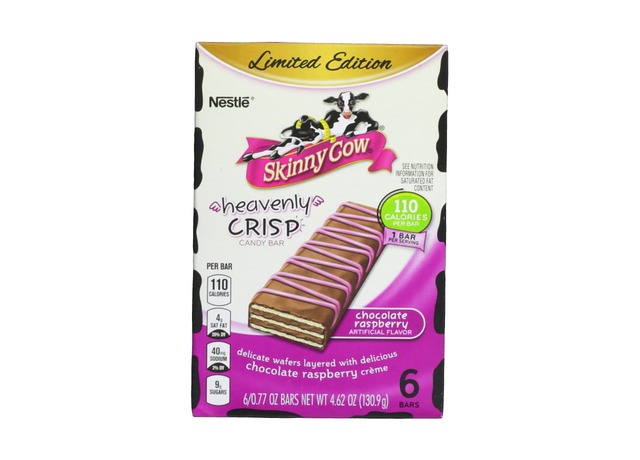 Limited Edition
Nestlé®
Skinny Cow®
SEE NUTRITION
INFORMATION FOR
SATURATED FAT
CONTENT
heavenly
CRISP
CANDY BAR
110
CALORIES
PER BAR
1 BAR
PER SERVING
PER BAR
110
CALORIES
4g
SAT FAT
20% DV
40mg
SODIUM
2% DV
9g
SUGARS
chocolate
raspberry
ARTIFICIAL FLAVOR
delicate wafers layered with delicious
chocolate raspberry crème
6
BARS
6/0.77 OZ BARS NET WT 4.62 OZ (130.9g)